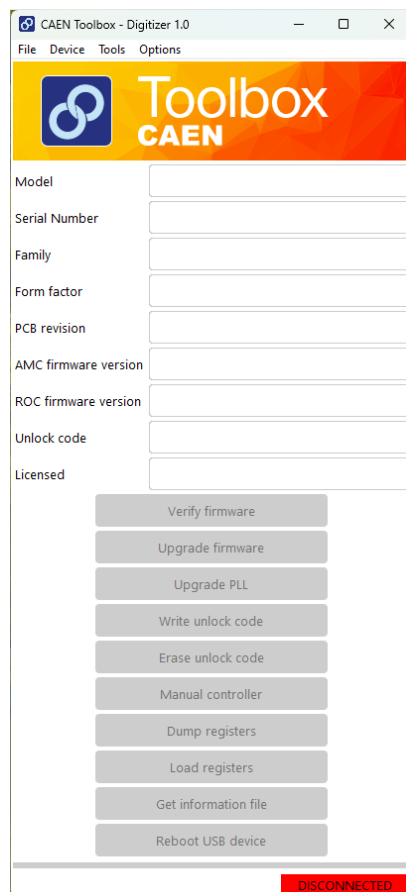 CAEN Toolbox - Digitizer 1.0
File Device Tools Options
Toolbox
CAEN
Model
Serial Number
Family
Form factor
PCB revision
AMC firmware version
ROC firmware version
Unlock code
Licensed
Verify firmware
Upgrade firmware
Upgrade PLL
Write unlock code
Erase unlock code
Manual controller
Dump registers
Load registers
Get information file
Reboot USB device
DISCONNECTED